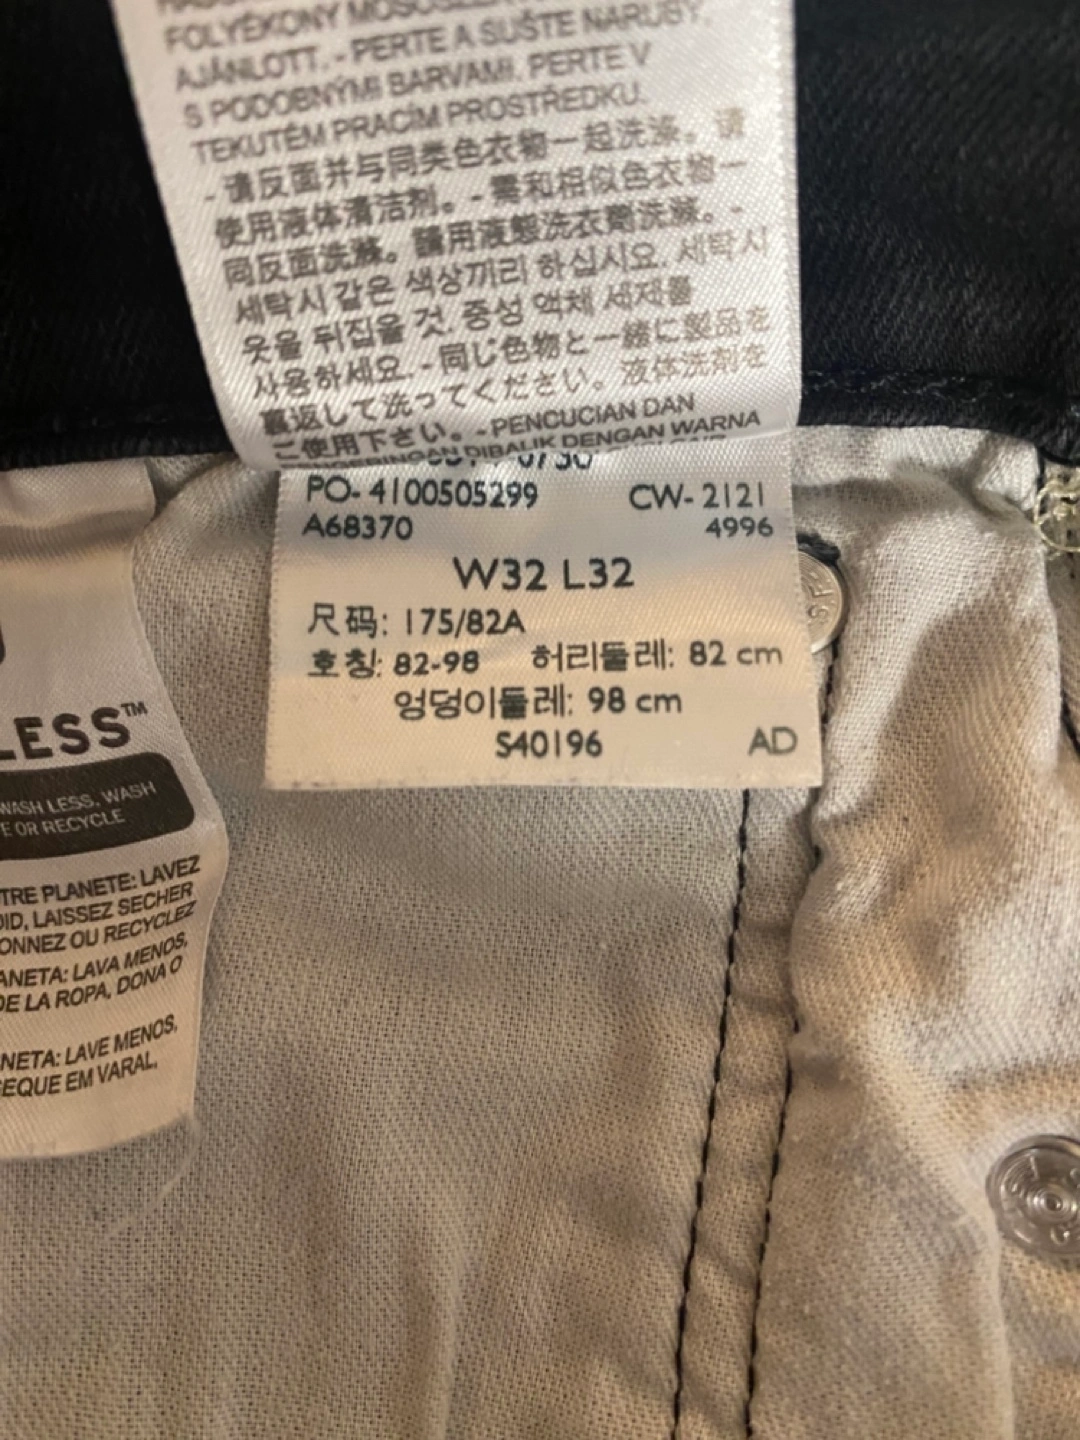 FOLYÉKONY MOSÓSZER
AJÁNLOTT. - PERTE A SUŠTE NARUBY.
S PODOBNÝMI BARVAMI. PERTE V
TEKUTÉM PRACÍM PROSTŘEDKU.
- 请反面并与同类色衣物一起洗涤。请
使用液体清洁剂。- 需和相似色衣物一
同反面洗滌。請用液態洗衣劑洗滌。-
세탁시 같은 색상끼리 하십시오. 세탁시
옷을 뒤집을 것. 중성 액체 세제를
사용하세요. - 同じ色物と一緒に製品を
裏返して洗ってください。液体洗剤を
ご使用下さい。- PENCUCIAN DAN
PENGERINGAN DIBALIK DENGAN WARNA
PO- 4100505299 CW- 2121
A68370 4996
W32 L32
尺码: 175/82A
호칭: 82-98 허리둘레: 82 cm
엉덩이둘레: 98 cm
S40196 AD
LESS™
WASH LESS, WASH
E OR RECYCLE
TRE PLANETE: LAVEZ
OID, LAISSEZ SECHER
ONNEZ OU RECYCLEZ
ANETA: LAVA MENOS,
DE LA ROPA, DONA O
NETA: LAVE MENOS,
SEQUE EM VARAL,